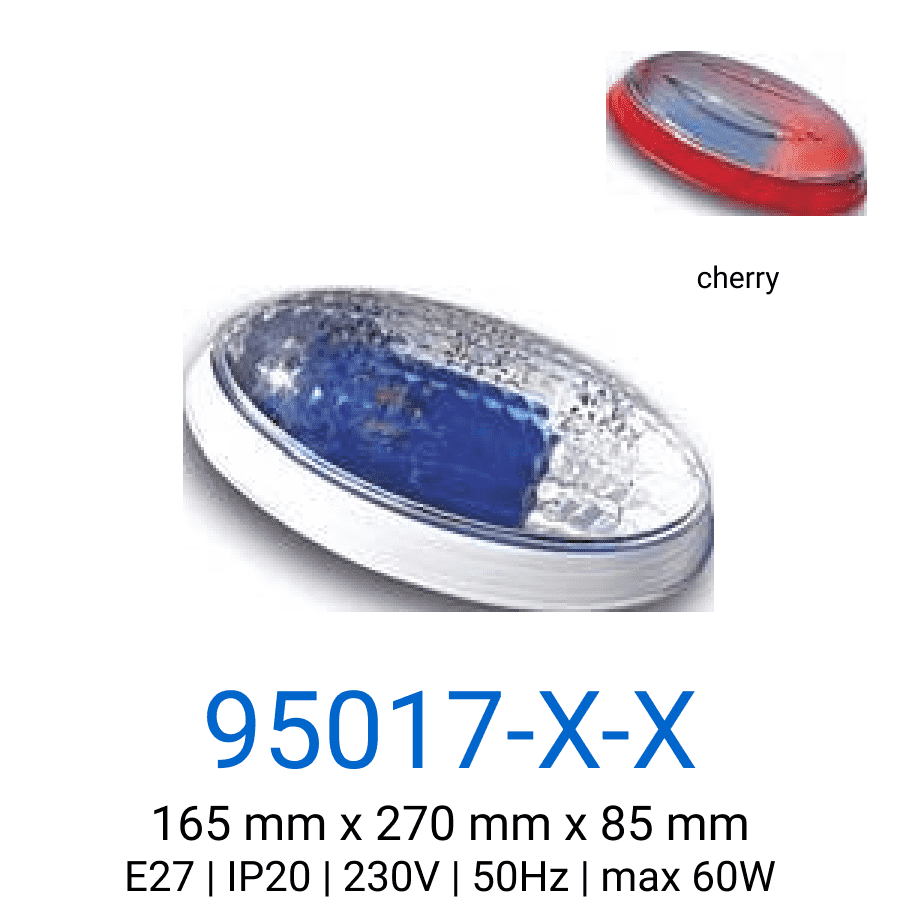 cherry
95017-X-X
165 mm x 270 mm x 85 mm
E27 | IP20 | 230V | 50Hz | max 60W